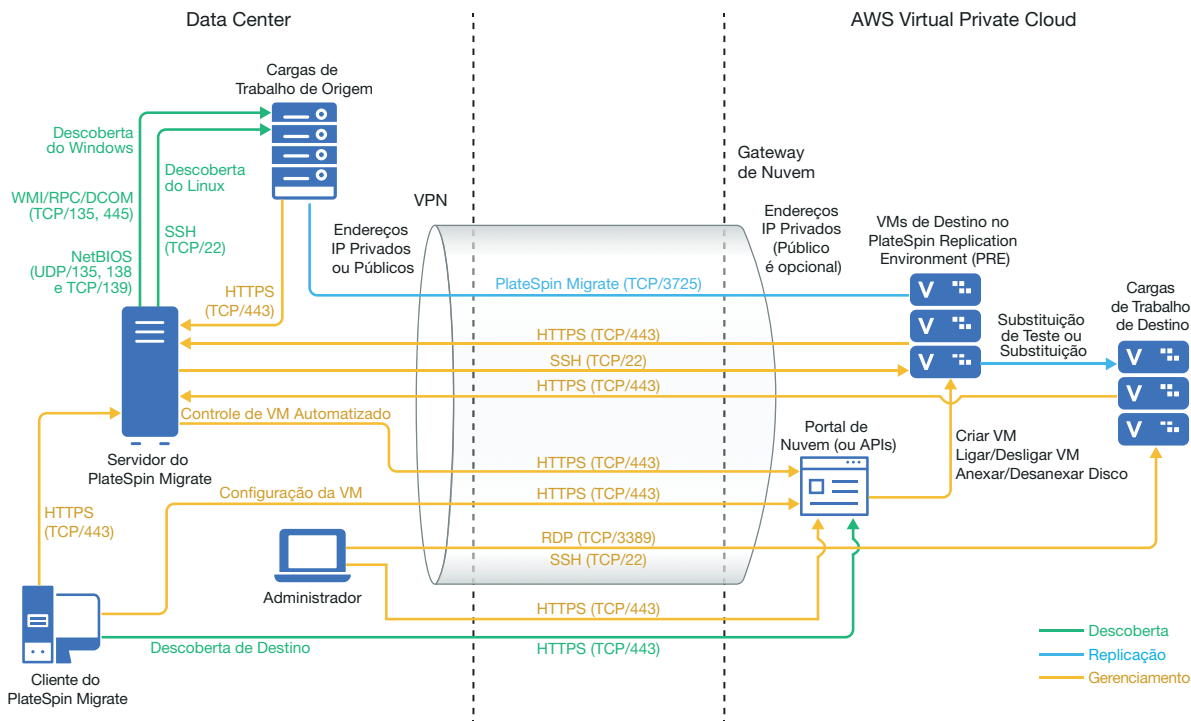 Data Center
AWS Virtual Private Cloud
Cargas de
Trabalho de Origem
Descoberta
do Windows
Descoberta
do Linux
WMI/RPC/DCOM
(TCP/135, 445)
SSH
(TCP/22)
NetBIOS
(UDP/135, 138
e TCP/139)
HTTPS
(TCP/443)
VPN
Endereços
IP Privados
ou Públicos
Gateway
de Nuvem
Endereços
IP Privados
(Público
é opcional)
VMs de Destino no
PlateSpin Replication
Environment (PRE)
Cargas
de Trabalho
de Destino
PlateSpin Migrate (TCP/3725)
V
V
V
Substituição
de Teste ou
Substituição
V
V
V
HTTPS (TCP/443)
SSH (TCP/22)
HTTPS (TCP/443)
Controle de VM Automatizado
Servidor do
PlateSpin Migrate
HTTPS (TCP/443)
Portal de
Nuvem (ou APIs)
Criar VM
Ligar/Desligar VM
Anexar/Desanexar Disco
Configuração da VM
HTTPS (TCP/443)
HTTPS
(TCP/443)
RDP (TCP/3389)
SSH (TCP/22)
Administrador
HTTPS (TCP/443)
Descoberta de Destino
HTTPS (TCP/443)
Cliente do
PlateSpin Migrate
Descoberta
Replicação
Gerenciamento